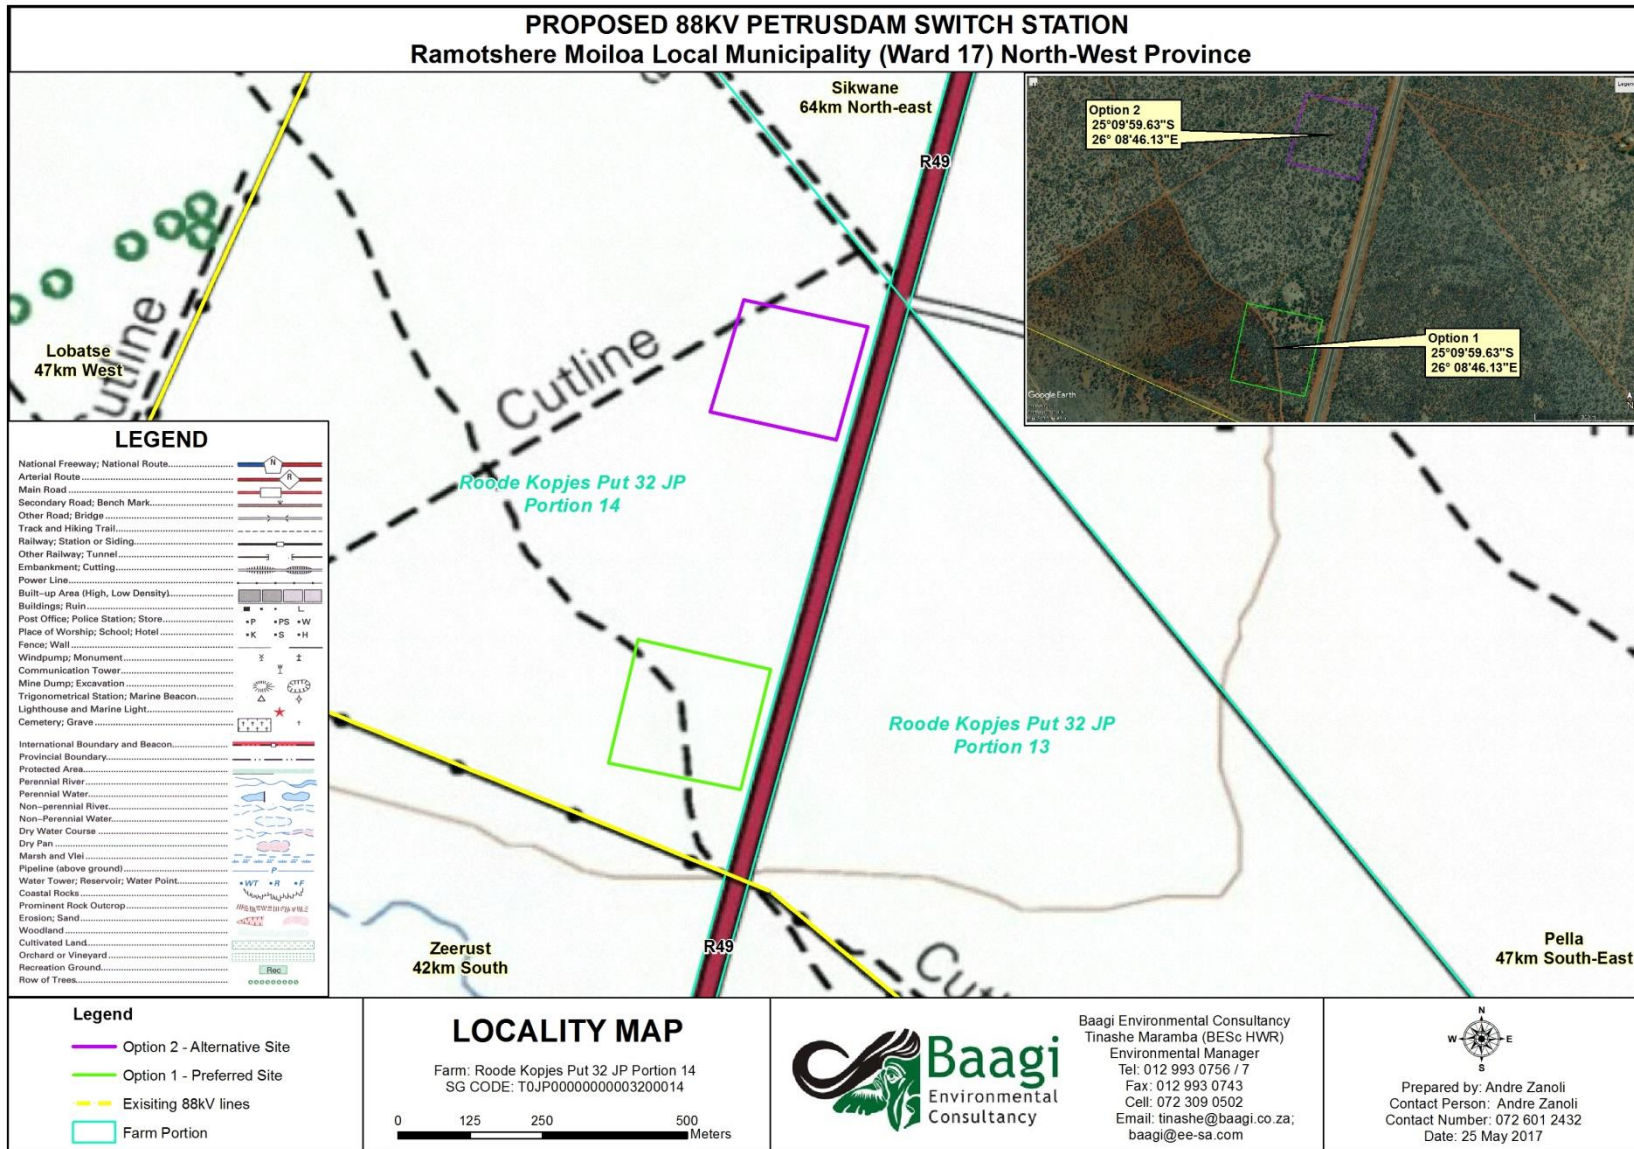 PROPOSED 88KV PETRUSDAM SWITCH STATION
Ramotshere Moiloa Local Municipality (Ward 17) North-West Province
Sikwane
64km North-east
R49
Option 2
25°09'59.63"S
26° 08'46.13"E
Option 1
25°09'59.63"S
26° 08'46.13"E
Google Earth
Lobatse
47km West
Cutline
Cutline
Roode Kopjes Put 32 JP
Portion 14
Roode Kopjes Put 32 JP
Portion 13
Zeerust
42km South
R49
Pella
47km South-East
LEGEND
National Freeway; National Route
N
Arterial Route
R
Main Road
Secondary Road; Bench Mark
Other Road; Bridge
Track and Hiking Trail
Railway; Station or Siding
Other Railway; Tunnel
Embankment; Cutting
Power Line
Built-up Area (High, Low Density)
Buildings; Ruin
Post Office; Police Station; Store
•P •PS •W
Place of Worship; School; Hotel
•K •S •H
Fence; Wall
Windpump; Monument
Communication Tower
Mine Dump; Excavation
Trigonometrical Station; Marine Beacon
Lighthouse and Marine Light
Cemetery; Grave
International Boundary and Beacon
Provincial Boundary
Protected Area
Perennial River
Perennial Water
Non-perennial River
Non-Perennial Water
Dry Water Course
Dry Pan
Marsh and Vlei
Pipeline (above ground)
P
Water Tower; Reservoir; Water Point
•WT •R •F
Coastal Rocks
Prominent Rock Outcrop
Erosion; Sand
Woodland
Cultivated Land
Orchard or Vineyard
Recreation Ground
Rec
Row of Trees
Legend
Option 2 - Alternative Site
Option 1 - Preferred Site
Exisiting 88kV lines
Farm Portion
LOCALITY MAP
Farm: Roode Kopjes Put 32 JP Portion 14
SG CODE: T0JP00000000003200014
0 125 250 500
Meters
Baagi
Environmental
Consultancy
Baagi Environmental Consultancy
Tinashe Maramba (BESc HWR)
Environmental Manager
Tel: 012 993 0756 / 7
Fax: 012 993 0743
Cell: 072 309 0502
Email: tinashe@baagi.co.za;
baagi@ee-sa.com
N
W E
S
Prepared by: Andre Zanoli
Contact Person: Andre Zanoli
Contact Number: 072 601 2432
Date: 25 May 2017